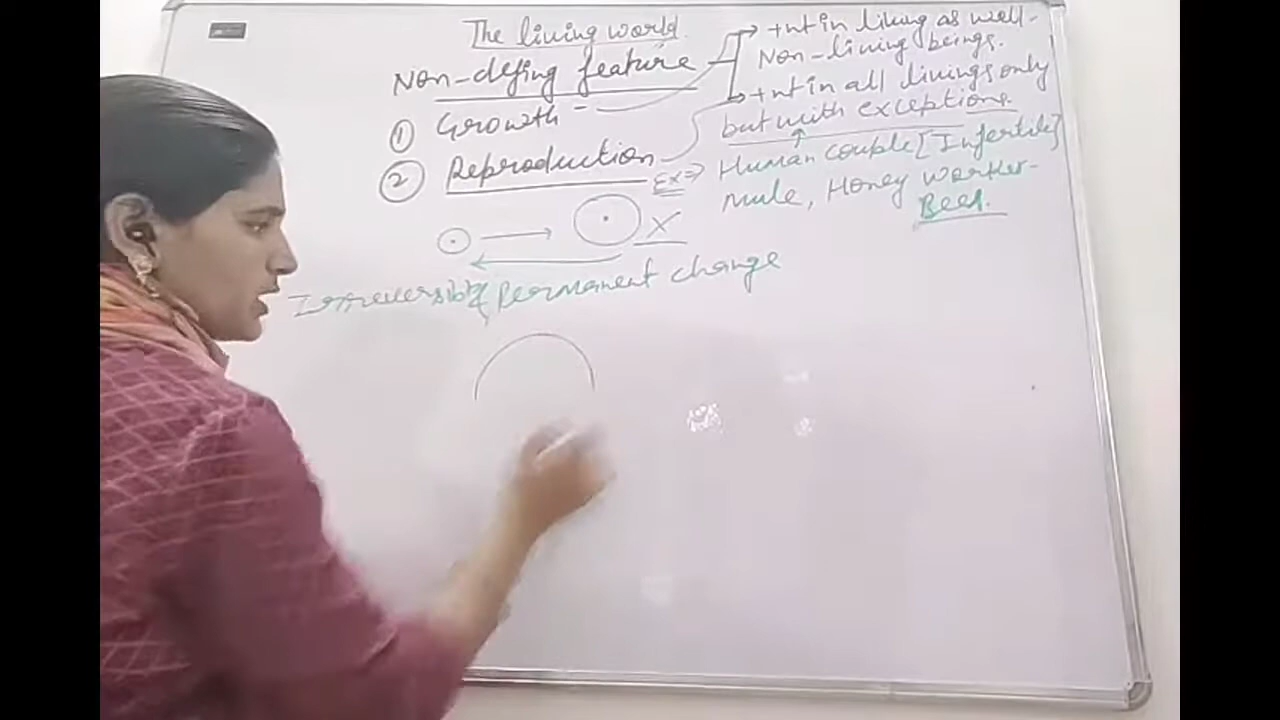 The living world
Non-defing feature → +nt in living as well-
Non-living beings.
→ +nt in all livings only
but with exceptions.
① Growth -
② Reproduction
Ex ⇒ Human couple [Infertile]
mule, Honey worker-
Bees.
X
Irreversible/permanent change